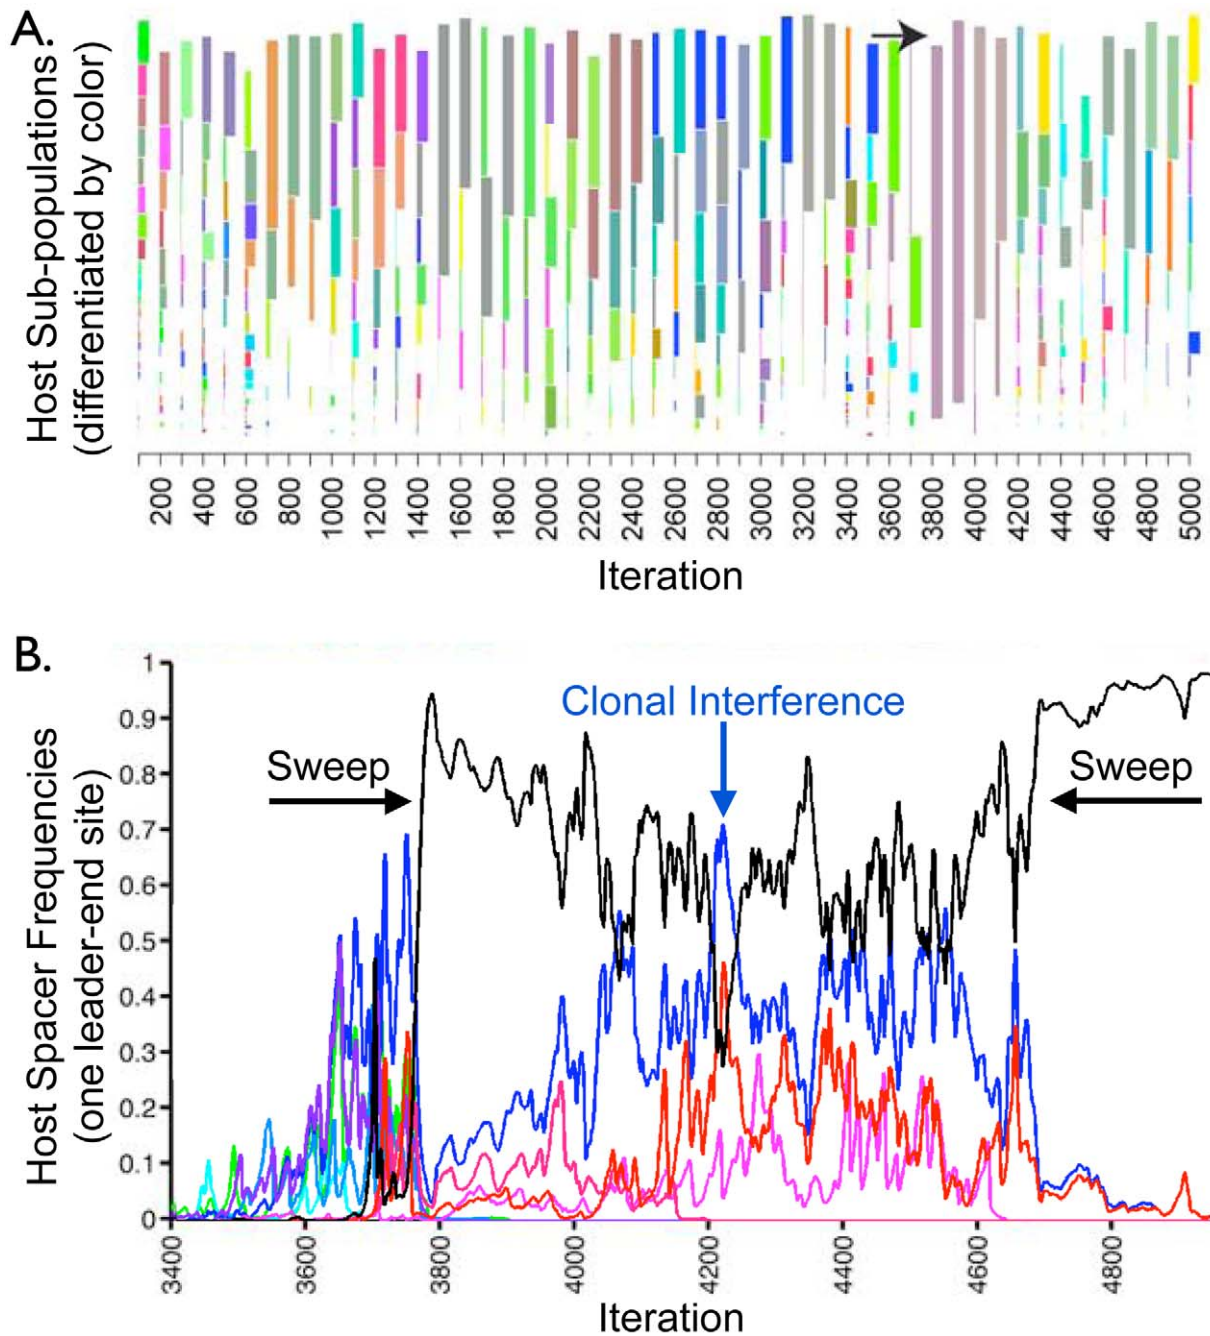 A.
Host Sub-populations
(differentiated by color)
200 400 600 800 1000 1200 1400 1600 1800 2000 2200 2400 2600 2800 3000 3200 3400 3600 3800 4000 4200 4400 4600 4800 5000
Iteration
B.
Host Spacer Frequencies
(one leader-end site)
1
0.9
0.8
0.7
0.6
0.5
0.4
0.3
0.2
0.1
0
Clonal Interference
Sweep
Sweep
3400 3600 3800 4000 4200 4400 4600 4800
Iteration